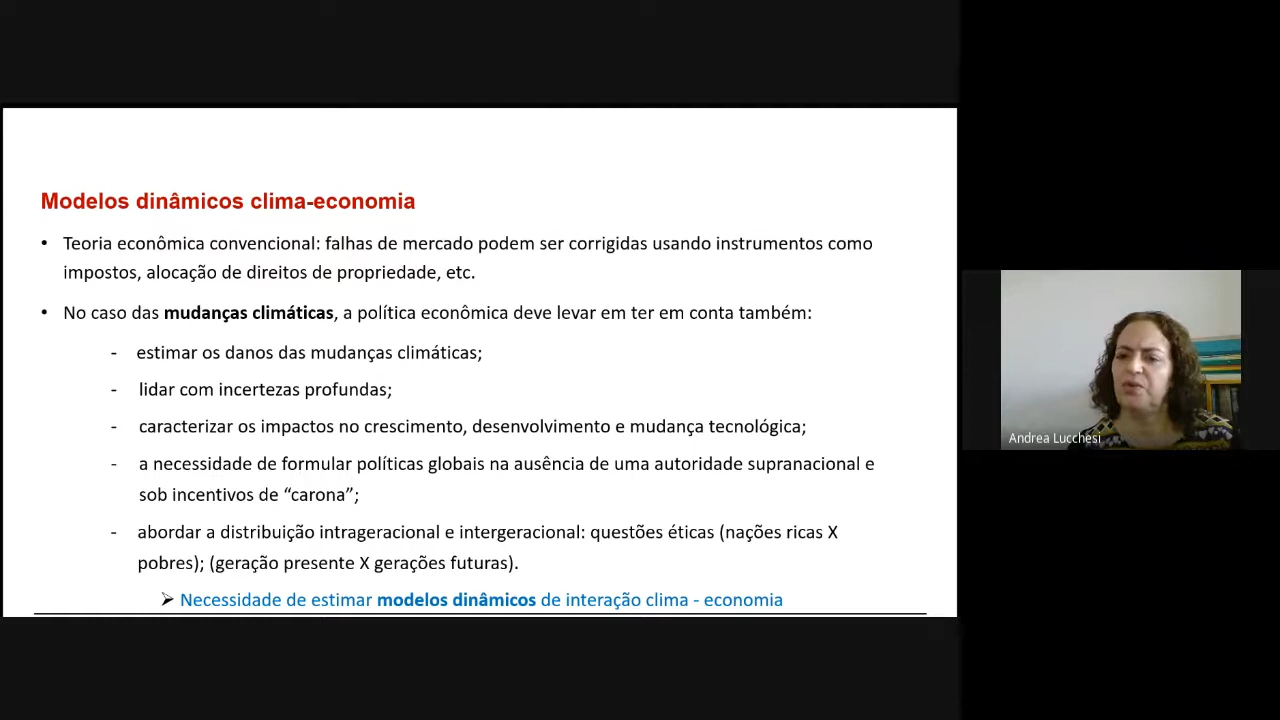 Modelos dinâmicos clima-economia
• Teoria econômica convencional: falhas de mercado podem ser corrigidas usando instrumentos como
impostos, alocação de direitos de propriedade, etc.
• No caso das mudanças climáticas, a política econômica deve levar em ter em conta também:
- estimar os danos das mudanças climáticas;
- lidar com incertezas profundas;
- caracterizar os impactos no crescimento, desenvolvimento e mudança tecnológica;
- a necessidade de formular políticas globais na ausência de uma autoridade supranacional e
sob incentivos de “carona”;
- abordar a distribuição intrageracional e intergeracional: questões éticas (nações ricas X
pobres); (geração presente X gerações futuras).
➢ Necessidade de estimar modelos dinâmicos de interação clima - economia
Andrea Lucchesi